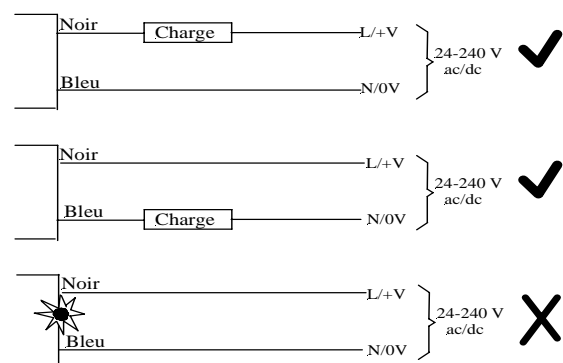 Noir Charge L/+V
24-240 V
ac/dc
Bleu N/0V
Noir L/+V
24-240 V
ac/dc
Bleu Charge N/0V
Noir L/+V
24-240 V
ac/dc
Bleu N/0V